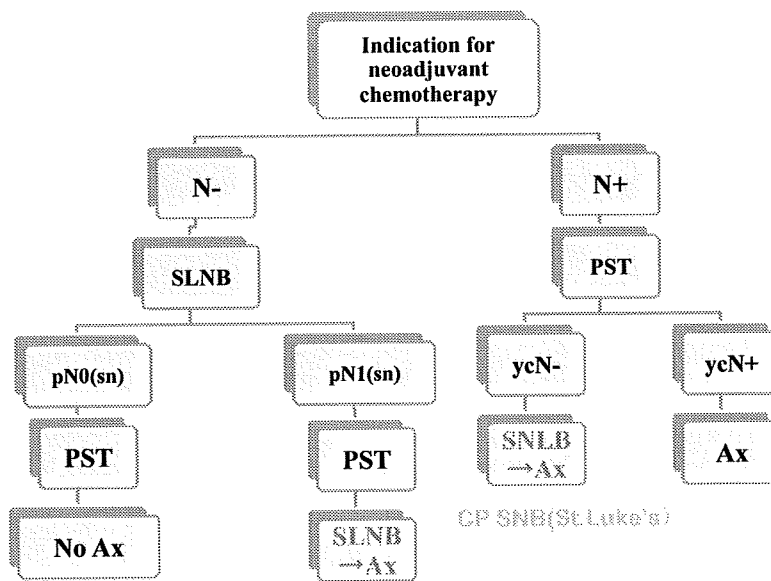 Indication for
neoadjuvant
chemotherapy
N-
N+
SLNB
PST
pN0(sn)
pN1(sn)
ycN-
ycN+
PST
PST
SNLB
→Ax
Ax
No Ax
SLNB
→Ax
CP SNB(St.Luke's)